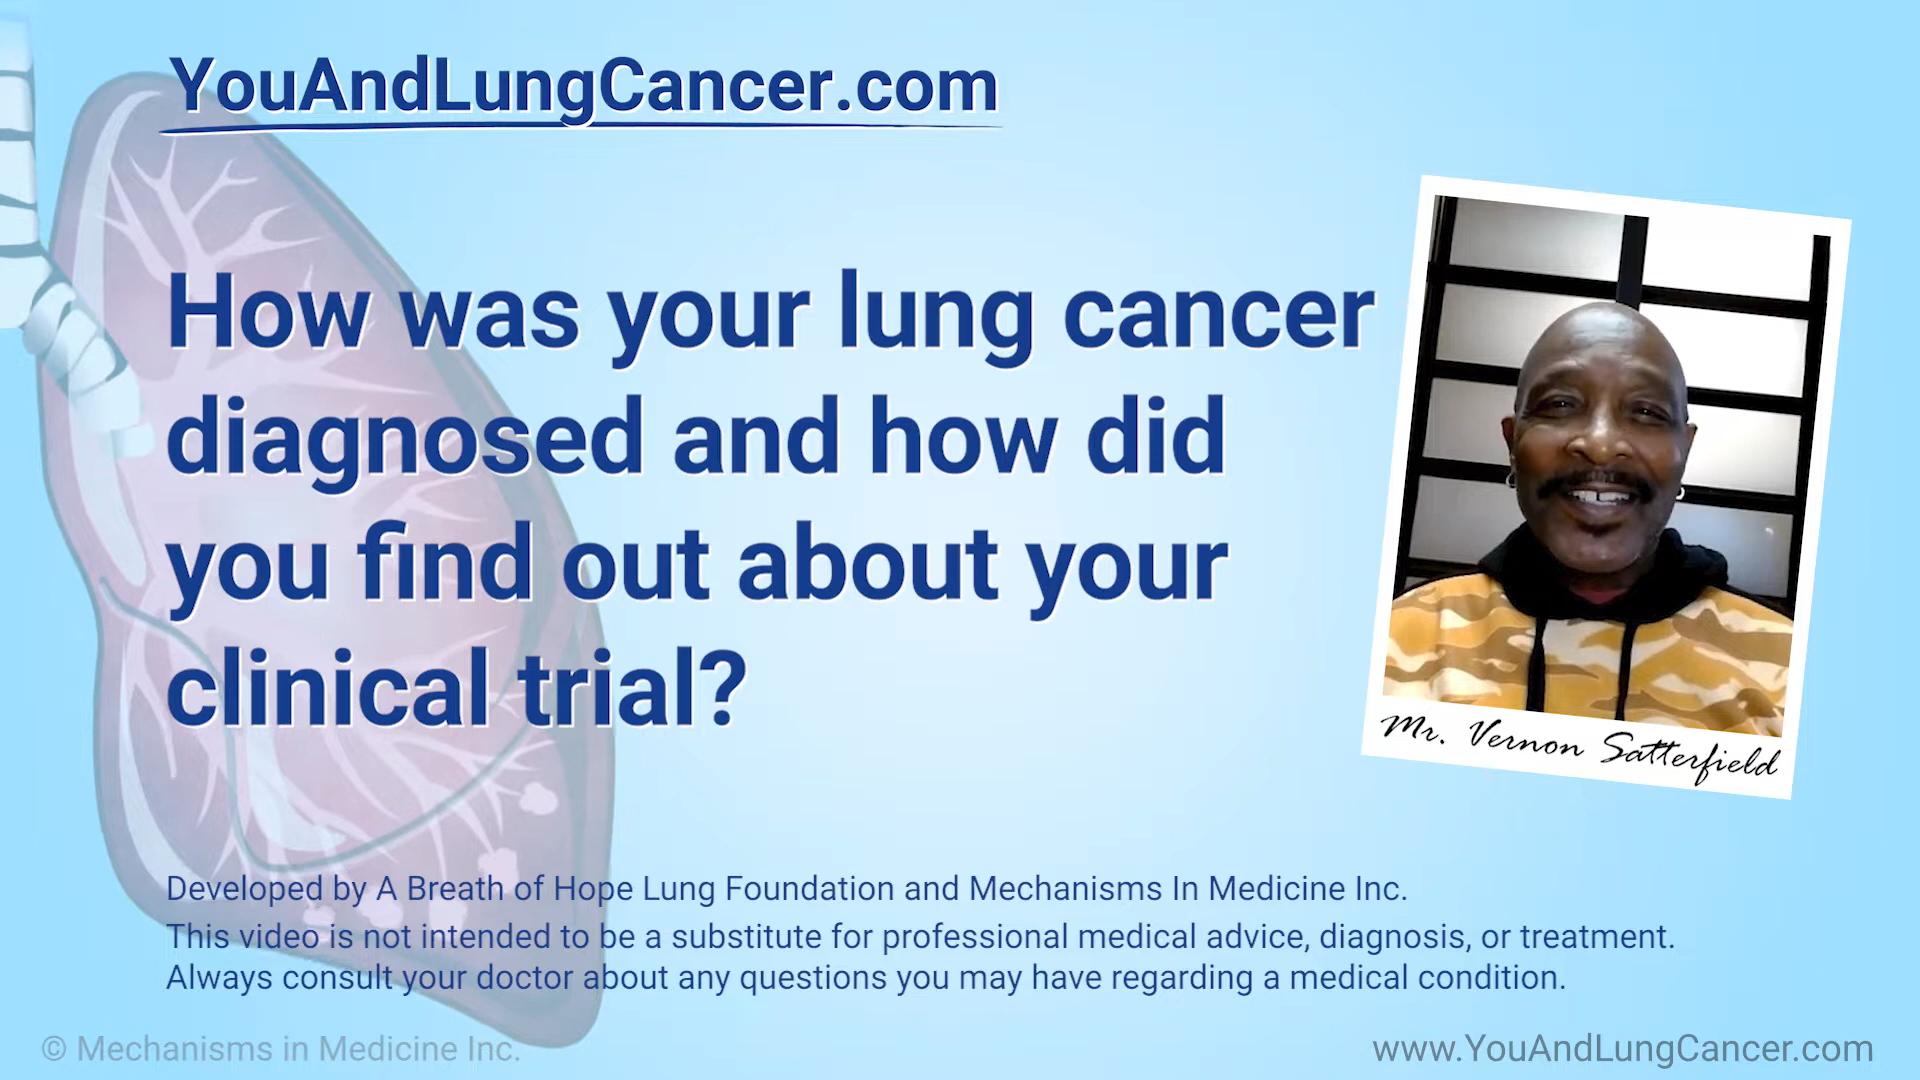 YouAndLungCancer.com
How was your lung cancer
diagnosed and how did
you find out about your
clinical trial?
Mr. Vernon Satterfield
Developed by A Breath of Hope Lung Foundation and Mechanisms In Medicine Inc.
This video is not intended to be a substitute for professional medical advice, diagnosis, or treatment.
Always consult your doctor about any questions you may have regarding a medical condition.
© Mechanisms in Medicine Inc.
www.YouAndLungCancer.com